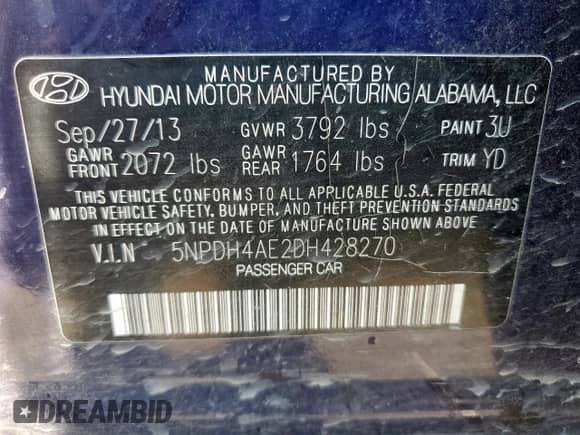 MANUFACTURED BY
HYUNDAI MOTOR MANUFACTURING ALABAMA, LLC
Sep/27/13 GVWR 3792 lbs PAINT 3U
GAWR FRONT 2072 lbs GAWR REAR 1764 lbs TRIM YD
THIS VEHICLE CONFORMS TO ALL APPLICABLE U.S.A. FEDERAL
MOTOR VEHICLE SAFETY, BUMPER, AND THEFT PREVENTION STANDARDS
IN EFFECT ON THE DATE OF MANUFACTURE SHOWN ABOVE.
V.I.N 5NPDH4AE2DH428270
PASSENGER CAR
DREAMBID